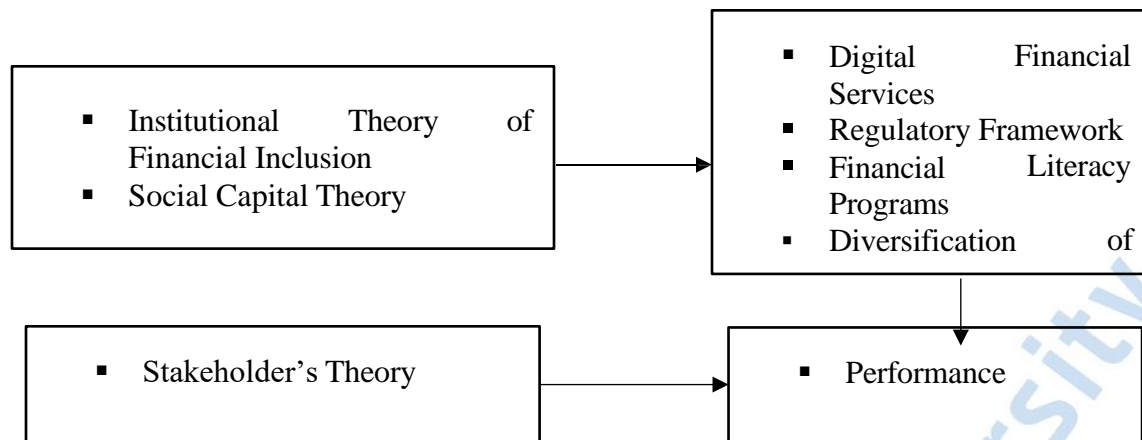 ▪ Institutional Theory of
Financial Inclusion
▪ Social Capital Theory
▪ Digital Financial
Services
▪ Regulatory Framework
▪ Financial Literacy
Programs
▪ Diversification of
▪ Stakeholder’s Theory
▪ Performance
ersity